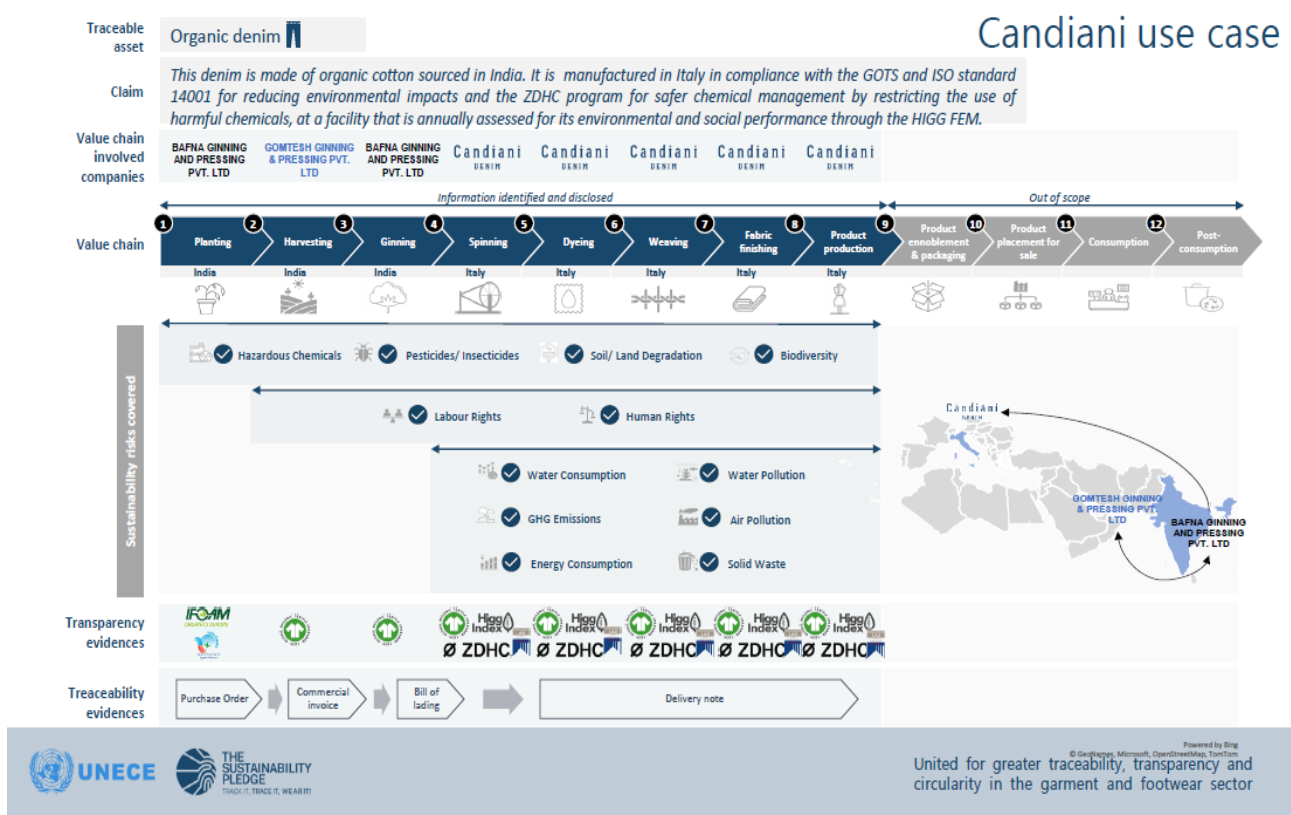 Candiani use case
Traceable
asset
Organic denim
Claim
This denim is made of organic cotton sourced in India. It is manufactured in Italy in compliance with the GOTS and ISO standard
14001 for reducing environmental impacts and the ZDHC program for safer chemical management by restricting the use of
harmful chemicals, at a facility that is annually assessed for its environmental and social performance through the HIGG FEM.
Value chain
involved
companies
BAFNA GINNING
AND PRESSING
PVT. LTD
GOMTESH GINNING
& PRESSING PVT.
LTD
BAFNA GINNING
AND PRESSING
PVT. LTD
Candiani
DENIM
Candiani
DENIM
Candiani
DENIM
Candiani
DENIM
Candiani
DENIM
Information identified and disclosed
Out of scope
Value chain
1
Planting
2
Harvesting
3
Ginning
4
Spinning
5
Dyeing
6
Weaving
7
Fabric
finishing
8
Product
production
9
Product
ennoblement
& packaging
10
Product
placement for
sale
11
Consumption
12
Post-
consumption
India
India
India
Italy
Italy
Italy
Italy
Italy
Sustainability risks covered
Hazardous Chemicals
Pesticides/ Insecticides
Soil/ Land Degradation
Biodiversity
Labour Rights
Human Rights
Water Consumption
Water Pollution
GHG Emissions
Air Pollution
Energy Consumption
Solid Waste
Candiani
DENIM
GOMTESH GINNING
& PRESSING PVT.
LTD
BAFNA GINNING
AND PRESSING
PVT. LTD
Transparency
evidences
IFOAM
ORGANICS EUROPE
Higg
Index
ZDHC
Higg
Index
ZDHC
Higg
Index
ZDHC
Higg
Index
ZDHC
Higg
Index
ZDHC
Treaceability
evidences
Purchase Order
Commercial
invoice
Bill of
lading
Delivery note
UNECE
THE
SUSTAINABILITY
PLEDGE
TRACK IT, TRACE IT, WEAR IT!
Powered by Bing
© GeoNames, Microsoft, OpenStreetMap, TomTom
United for greater traceability, transparency and
circularity in the garment and footwear sector